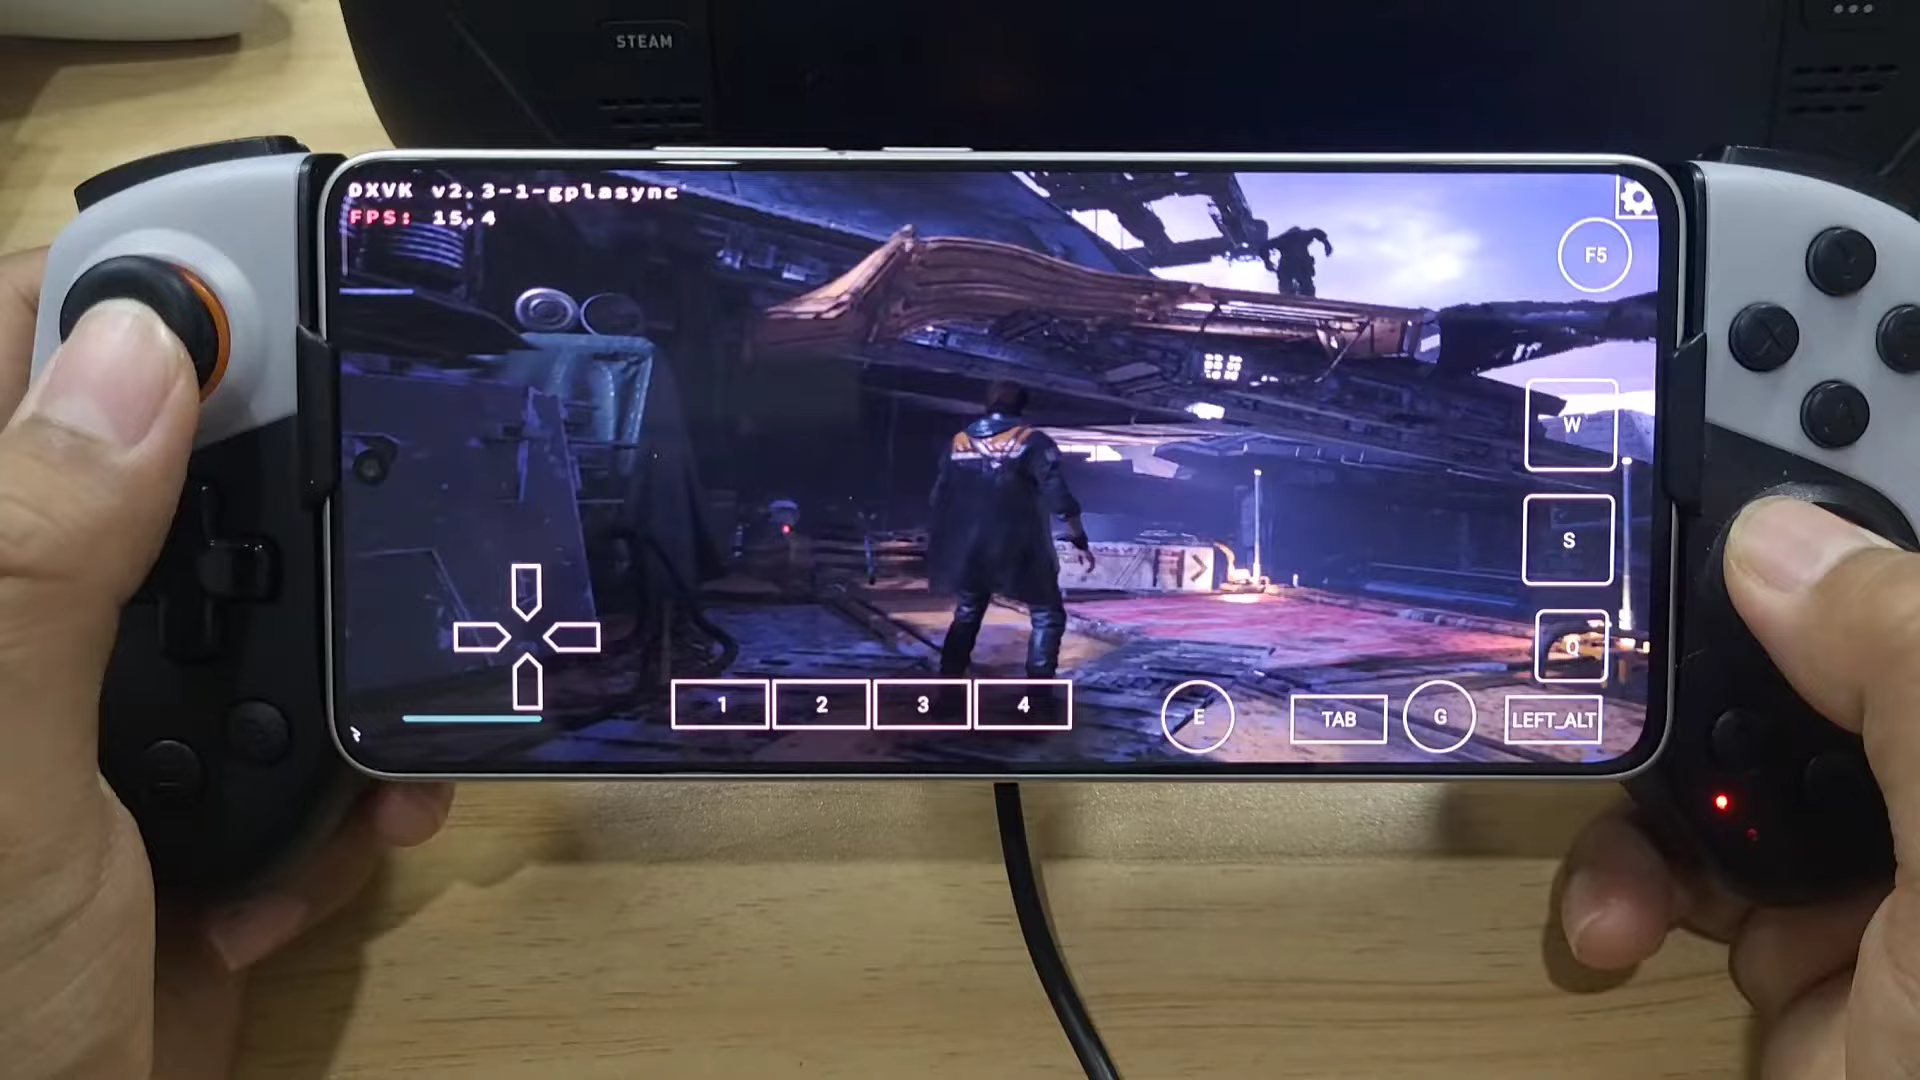 STEAM
DXVK v2.3-1-gplasync
FPS: 15.4
F5
Y
X
A
W
S
Q
1
2
3
4
E
TAB
G
LEFT_ALT